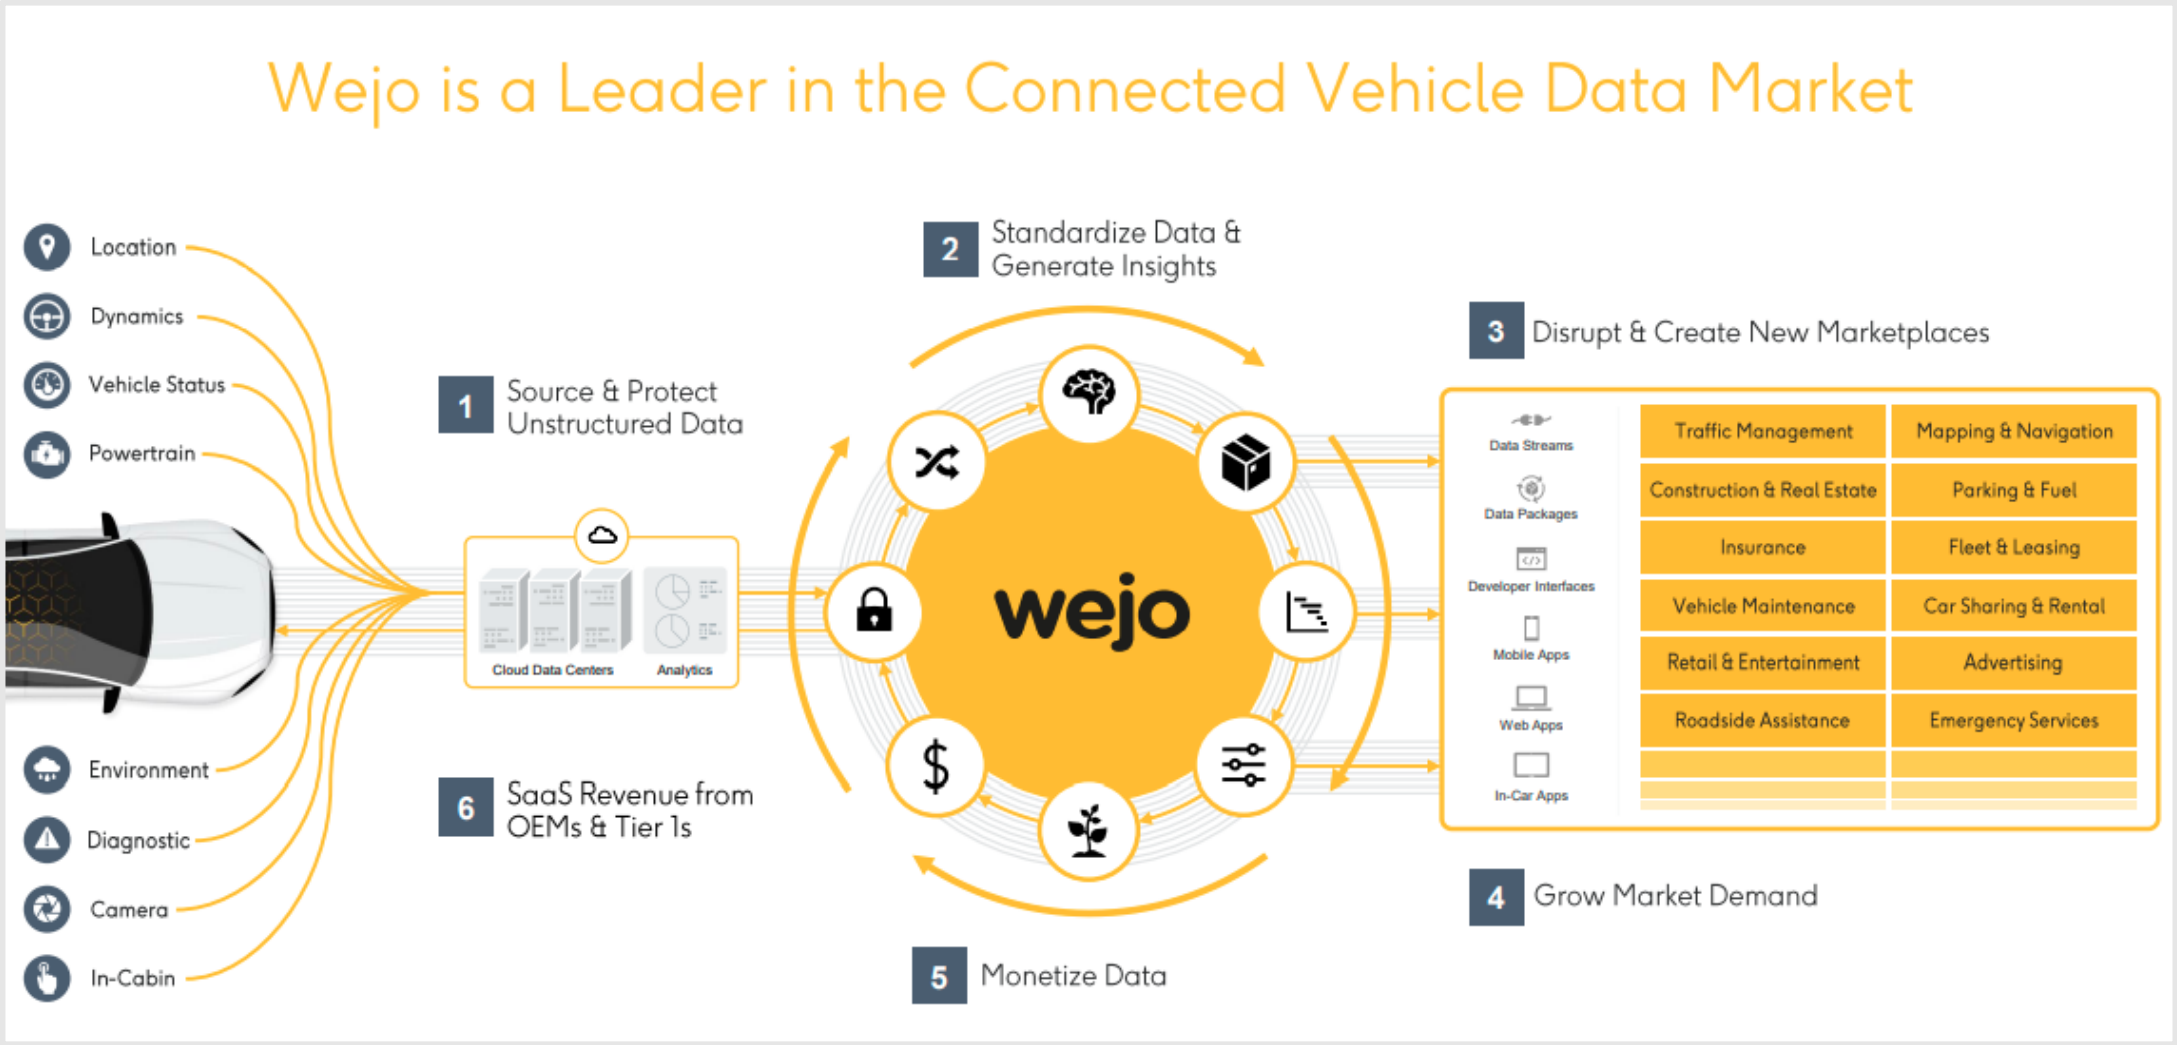 Wejo is a Leader in the Connected Vehicle Data Market
Location
Dynamics
Vehicle Status
Powertrain
Environment
Diagnostic
Camera
In-Cabin
1
Source & Protect
Unstructured Data
Cloud Data Centers
Analytics
6
SaaS Revenue from
OEMs & Tier 1s
2
Standardize Data &
Generate Insights
wejo
$
5
Monetize Data
3
Disrupt & Create New Marketplaces
Data Streams
Data Packages
</>
Developer Interfaces
Mobile Apps
Web Apps
In-Car Apps
Traffic Management
Mapping & Navigation
Construction & Real Estate
Parking & Fuel
Insurance
Fleet & Leasing
Vehicle Maintenance
Car Sharing & Rental
Retail & Entertainment
Advertising
Roadside Assistance
Emergency Services
4
Grow Market Demand